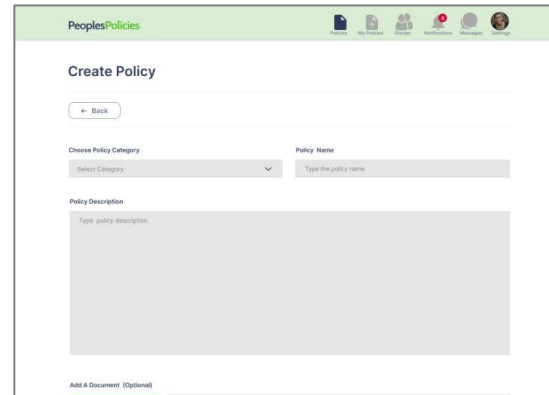 PeoplesPolicies
Policies My Policies Groups Notifications Messages Settings
Create Policy
← Back
Choose Policy Category Policy Name
Select Category Type the policy name
Policy Description
Type policy description
Add A Document (Optional)